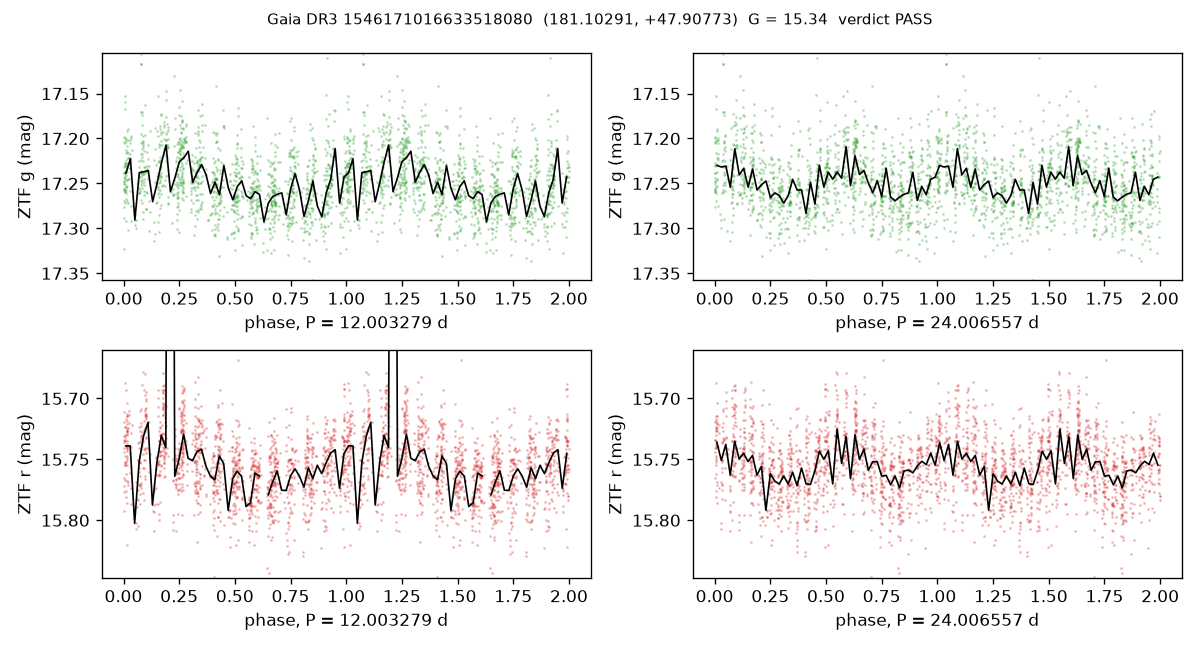 Gaia DR3 1546171016633518080 (181.10291, +47.90773) G = 15.34 verdict PASS
ZTF g (mag)
17.15
17.20
17.25
17.30
17.35
0.00 0.25 0.50 0.75 1.00 1.25 1.50 1.75 2.00
phase, P = 12.003279 d
ZTF g (mag)
17.15
17.20
17.25
17.30
17.35
0.00 0.25 0.50 0.75 1.00 1.25 1.50 1.75 2.00
phase, P = 24.006557 d
ZTF r (mag)
15.70
15.75
15.80
0.00 0.25 0.50 0.75 1.00 1.25 1.50 1.75 2.00
phase, P = 12.003279 d
ZTF r (mag)
15.70
15.75
15.80
0.00 0.25 0.50 0.75 1.00 1.25 1.50 1.75 2.00
phase, P = 24.006557 d